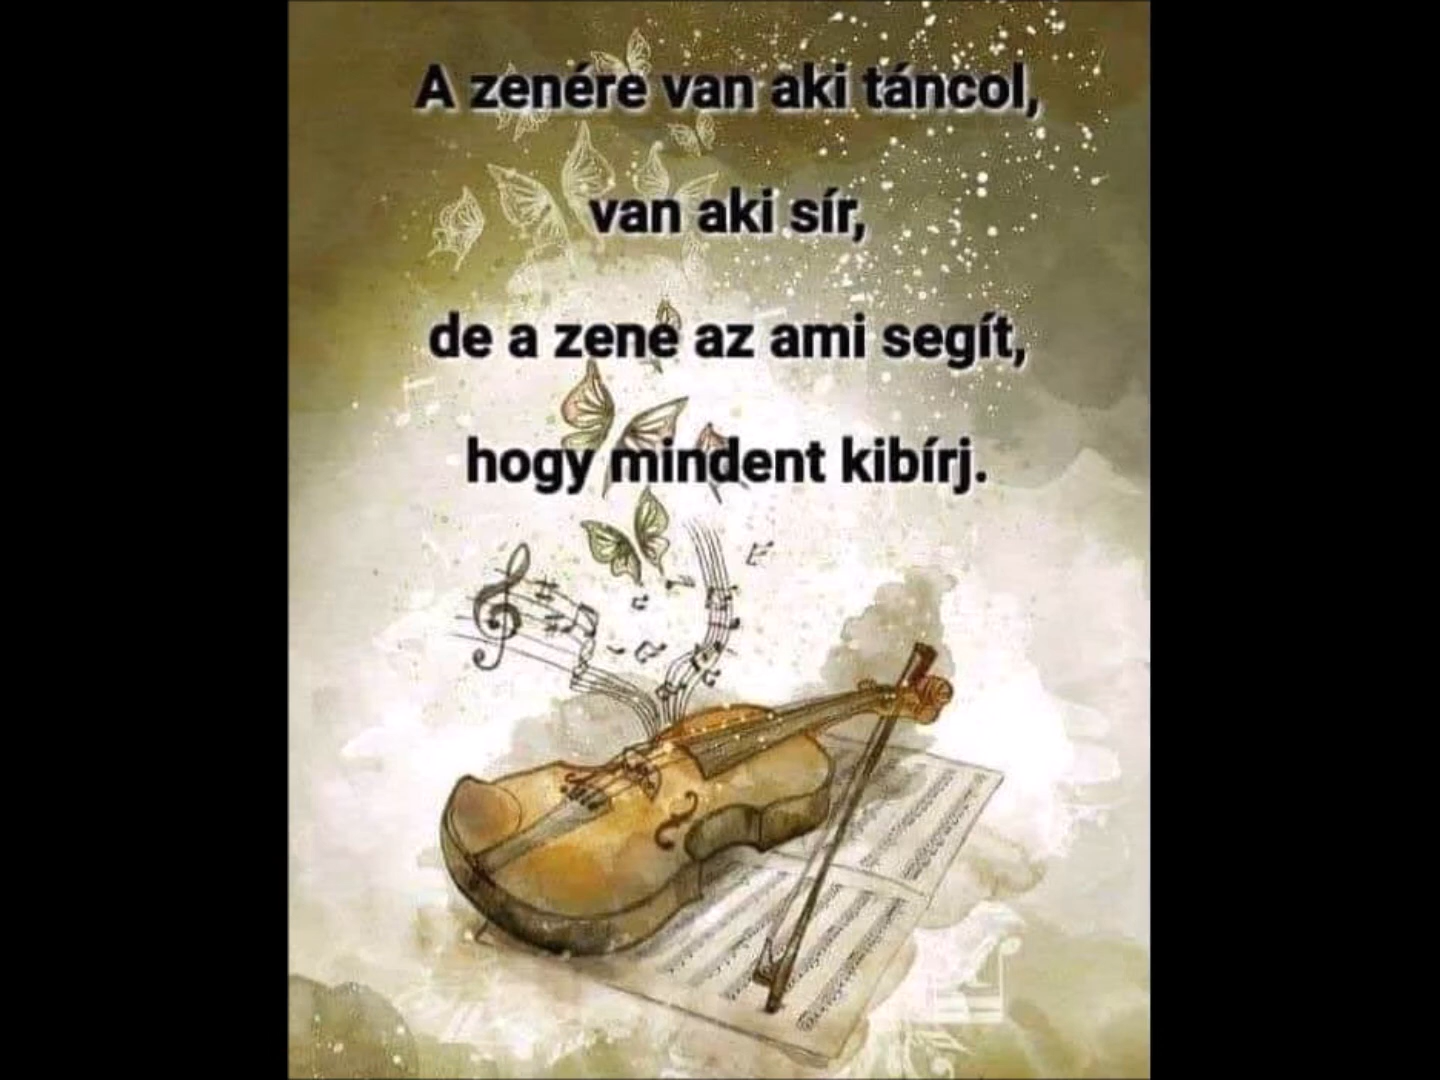 A zenére van aki táncol,
van aki sír,
de a zene az ami segít,
hogy mindent kibírj.